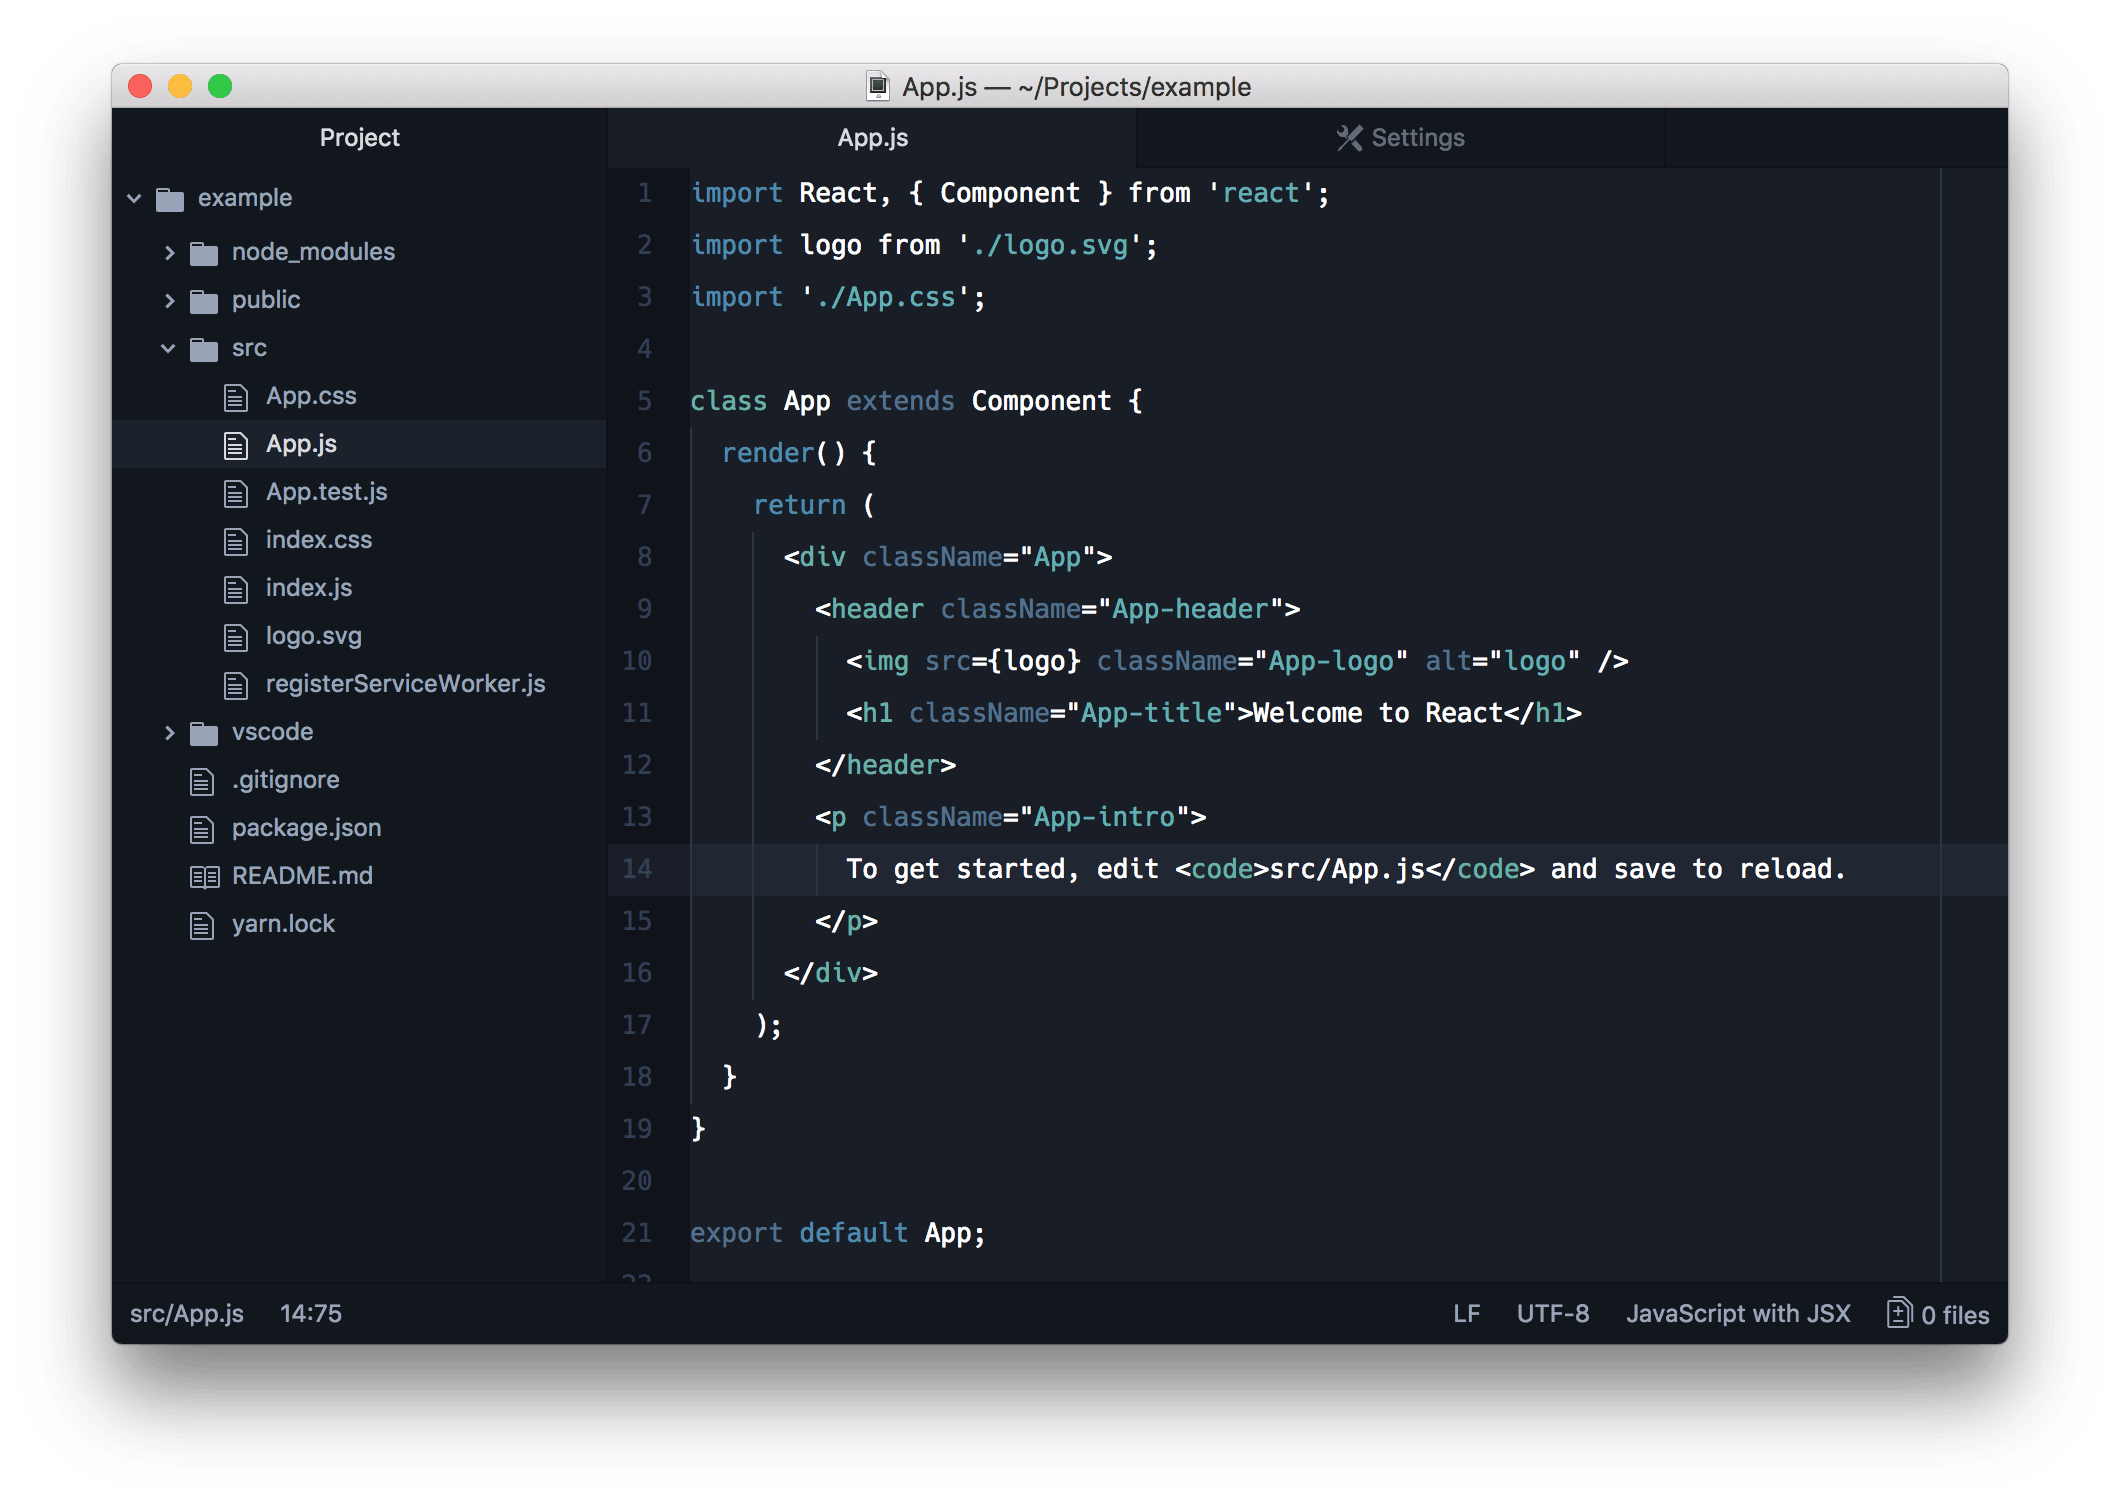 App.js — ~/Projects/example
Project
example
node_modules
public
src
App.css
App.js
App.test.js
index.css
index.js
logo.svg
registerServiceWorker.js
vscode
.gitignore
package.json
README.md
yarn.lock
App.js
Settings
1 import React, { Component } from 'react';
2 import logo from './logo.svg';
3 import './App.css';
4
5 class App extends Component {
6   render() {
7     return (
8       <div className="App">
9         <header className="App-header">
10           <img src={logo} className="App-logo" alt="logo" />
11           <h1 className="App-title">Welcome to React</h1>
12         </header>
13         <p className="App-intro">
14           To get started, edit <code>src/App.js</code> and save to reload.
15         </p>
16       </div>
17     );
18   }
19 }
20
21 export default App;
src/App.js 14:75
LF UTF-8 JavaScript with JSX 0 files